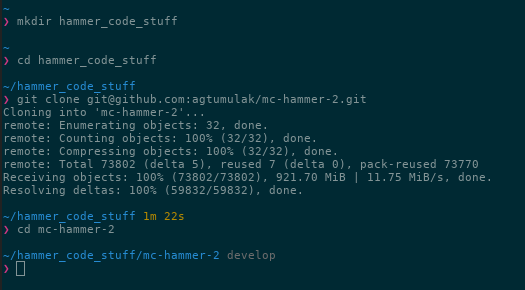 ~
❯ mkdir hammer_code_stuff
~
❯ cd hammer_code_stuff
~/hammer_code_stuff
❯ git clone git@github.com:agtumulak/mc-hammer-2.git
Cloning into 'mc-hammer-2'...
remote: Enumerating objects: 32, done.
remote: Counting objects: 100% (32/32), done.
remote: Compressing objects: 100% (32/32), done.
remote: Total 73802 (delta 5), reused 7 (delta 0), pack-reused 73770
Receiving objects: 100% (73802/73802), 921.70 MiB | 11.75 MiB/s, done.
Resolving deltas: 100% (59832/59832), done.
~/hammer_code_stuff 1m 22s
❯ cd mc-hammer-2
~/hammer_code_stuff/mc-hammer-2 develop
❯